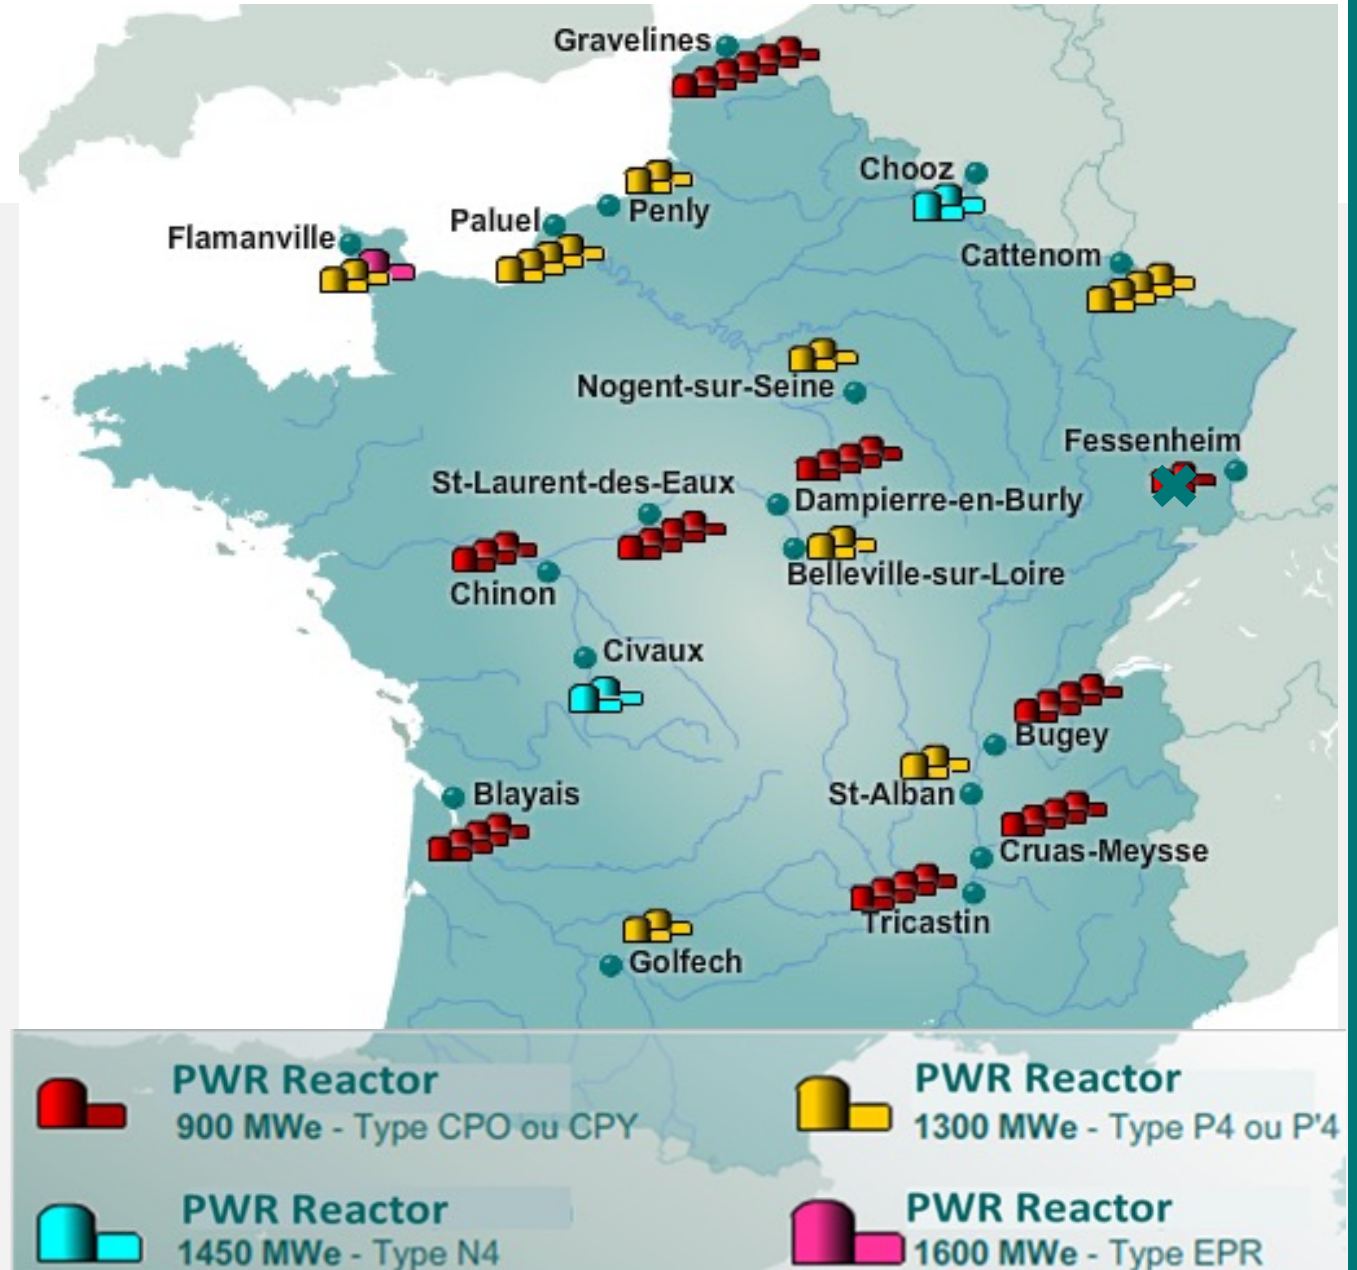 Gravelines
Chooz
Penly
Paluel
Flamanville
Cattenom
Nogent-sur-Seine
Fessenheim
St-Laurent-des-Eaux
Dampierre-en-Burly
Belleville-sur-Loire
Chinon
Civaux
Bugey
St-Alban
Blayais
Cruas-Meysse
Tricastin
Golfech
PWR Reactor
900 MWe - Type CPO ou CPY
PWR Reactor
1300 MWe - Type P4 ou P'4
PWR Reactor
1450 MWe - Type N4
PWR Reactor
1600 MWe - Type EPR